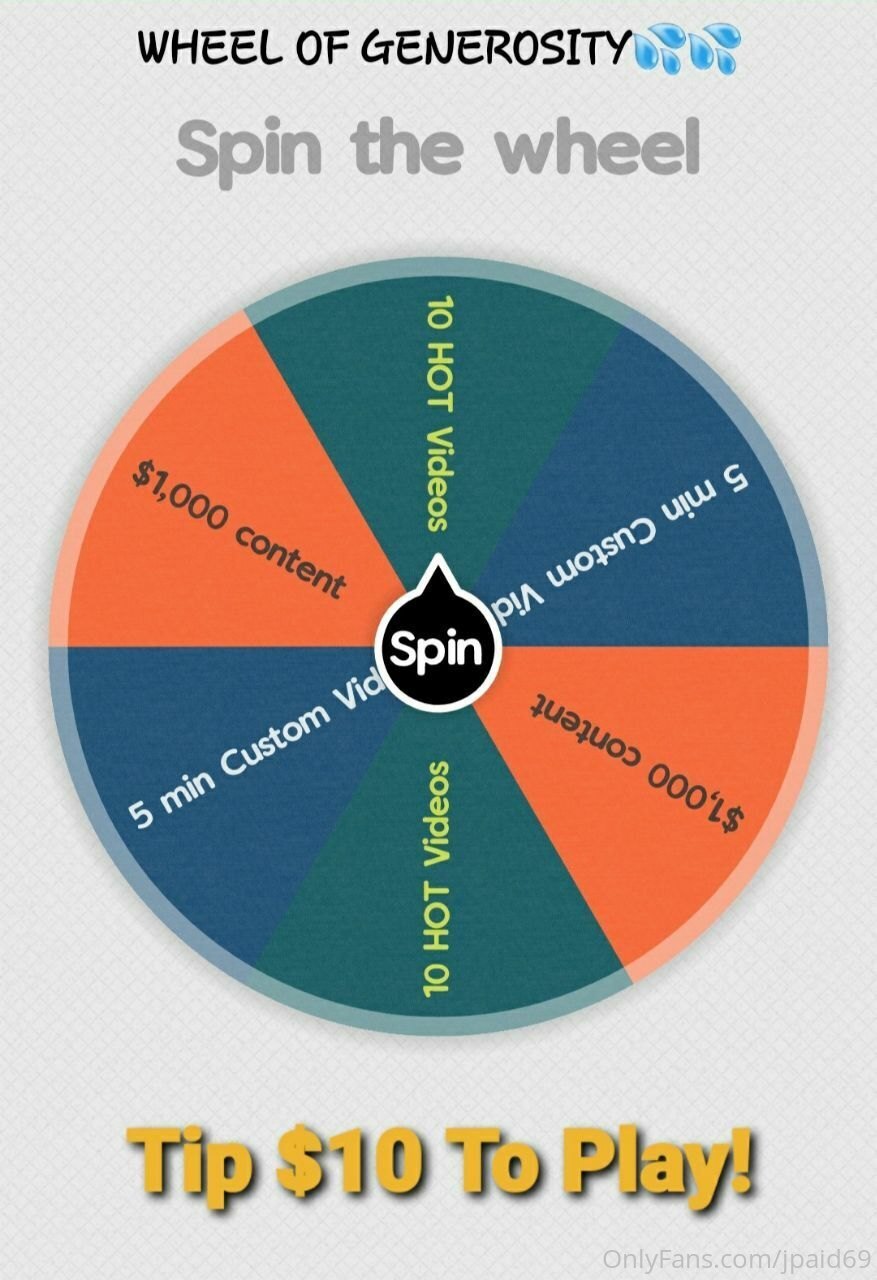 WHEEL OF GENEROSITY💦💦
Spin the wheel
10 HOT Videos
5 min Custom Vid
$1,000 content
10 HOT Videos
5 min Custom Vid
$1,000 content
Spin
Tip $10 To Play!
OnlyFans.com/jpaid69